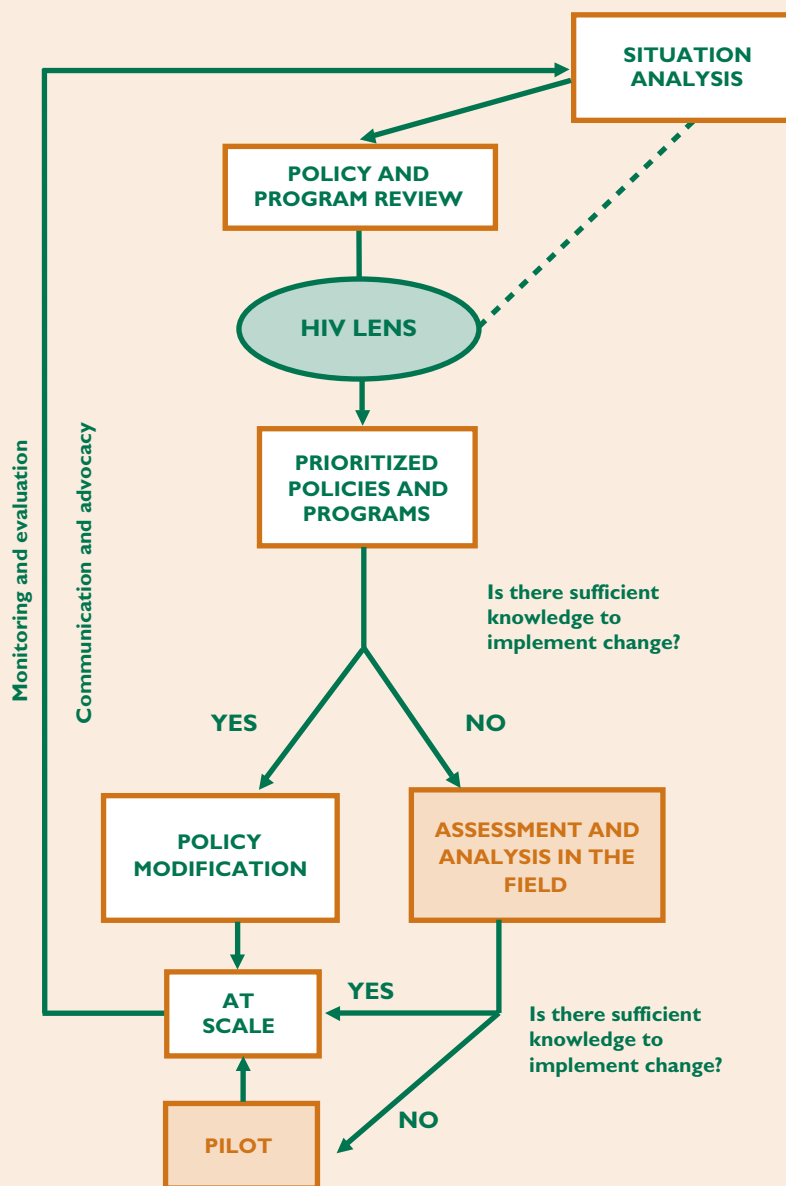 SITUATION
ANALYSIS
POLICY AND
PROGRAM REVIEW
HIV LENS
PRIORITIZED
POLICIES AND
PROGRAMS
Monitoring and evaluation
Communication and advocacy
Is there sufficient
knowledge to
implement change?
YES
NO
POLICY
MODIFICATION
ASSESSMENT AND
ANALYSIS IN THE
FIELD
AT
SCALE
YES
Is there sufficient
knowledge to
implement change?
NO
PILOT